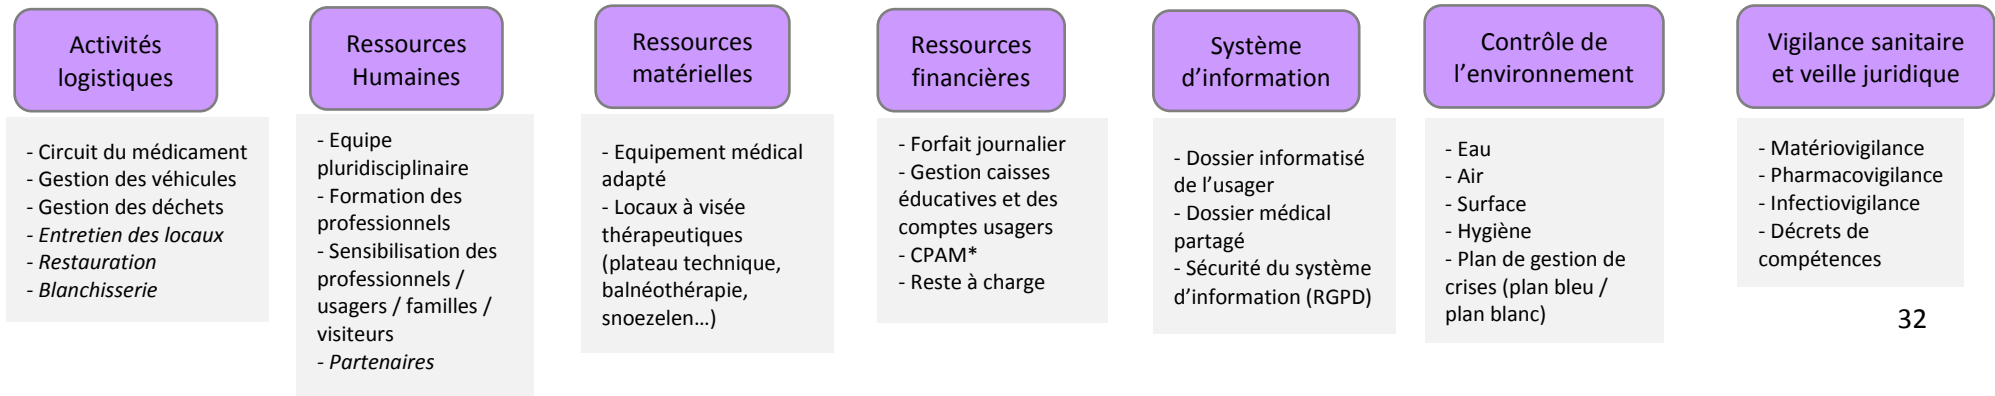 Activités
logistiques
- Circuit du médicament
- Gestion des véhicules
- Gestion des déchets
- Entretien des locaux
- Restauration
- Blanchisserie
Ressources
Humaines
- Equipe
pluridisciplinaire
- Formation des
professionnels
- Sensibilisation des
professionnels /
usagers / familles /
visiteurs
- Partenaires
Ressources
matérielles
- Equipement médical
adapté
- Locaux à visée
thérapeutiques
(plateau technique,
balnéothérapie,
snoezelen…)
Ressources
financières
- Forfait journalier
- Gestion caisses
éducatives et des
comptes usagers
- CPAM*
- Reste à charge
Système
d’information
- Dossier informatisé
de l’usager
- Dossier médical
partagé
- Sécurité du système
d’information (RGPD)
Contrôle de
l’environnement
- Eau
- Air
- Surface
- Hygiène
- Plan de gestion de
crises (plan bleu /
plan blanc)
Vigilance sanitaire
et veille juridique
- Matériovigilance
- Pharmacovigilance
- Infectiovigilance
- Décrets de
compétences
32